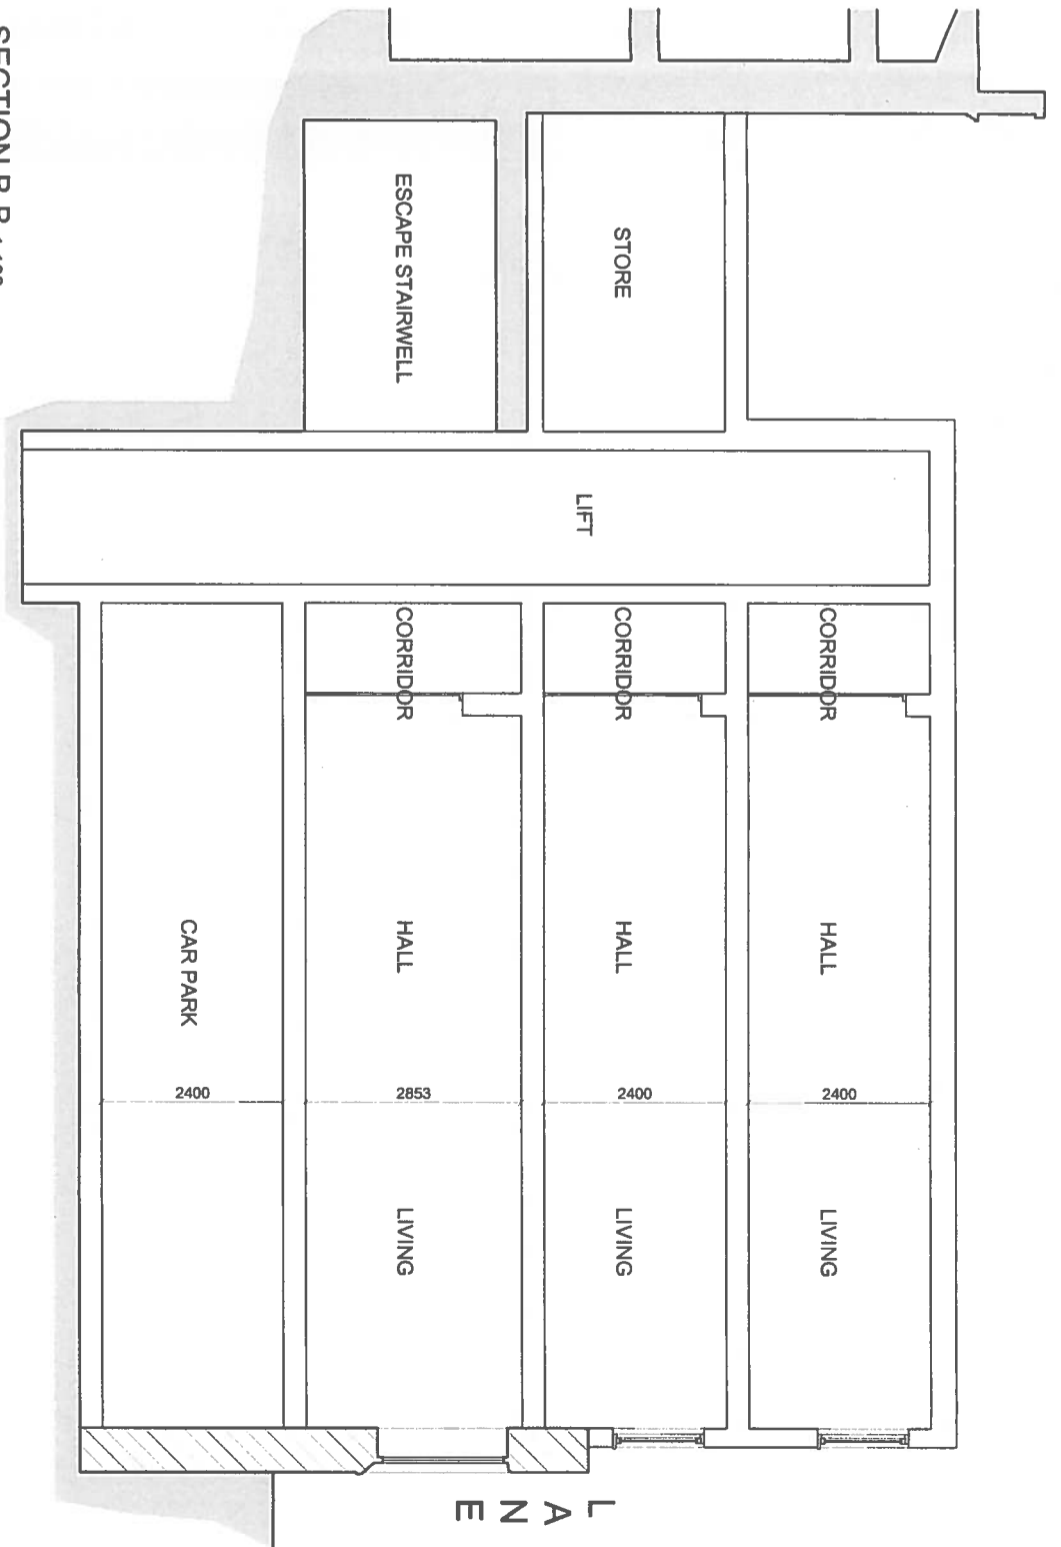 CORRIDOR
HALL
2400
LIVING
STORE
CORRIDOR
HALL
2400
LIVING
LIFT
ESCAPE STAIRWELL
CORRIDOR
HALL
2853
LIVING
CAR PARK
2400
LANE
SECTION B-B